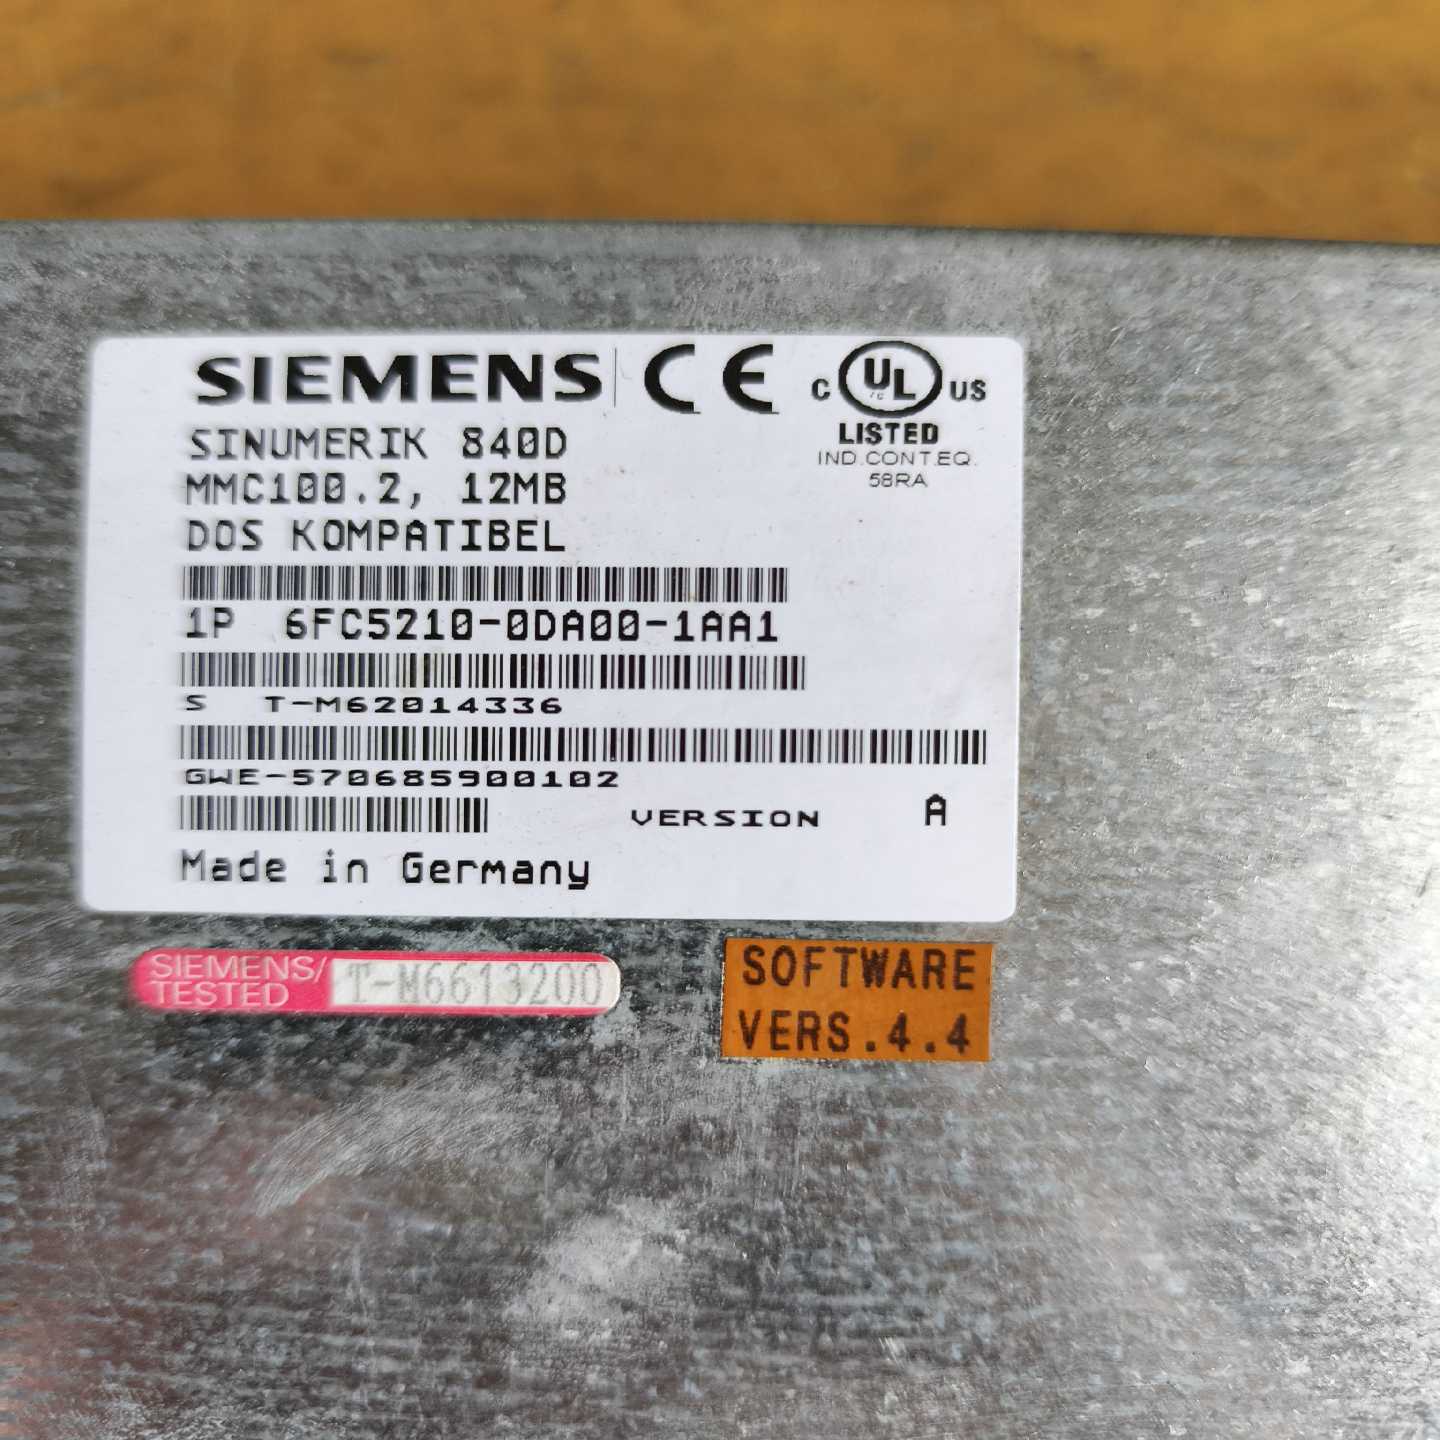 SIEMENS CE C UL US
LISTED
IND.CONT.EQ.
58RA
SINUMERIK 840D
MMC100.2, 12MB
DOS KOMPATIBEL
1P 6FC5210-0DA00-1AA1
S T-M62014336
GWE-570685900102
VERSION A
Made in Germany
SIEMENS/
TESTED
T-M6613200
SOFTWARE
VERS.4.4